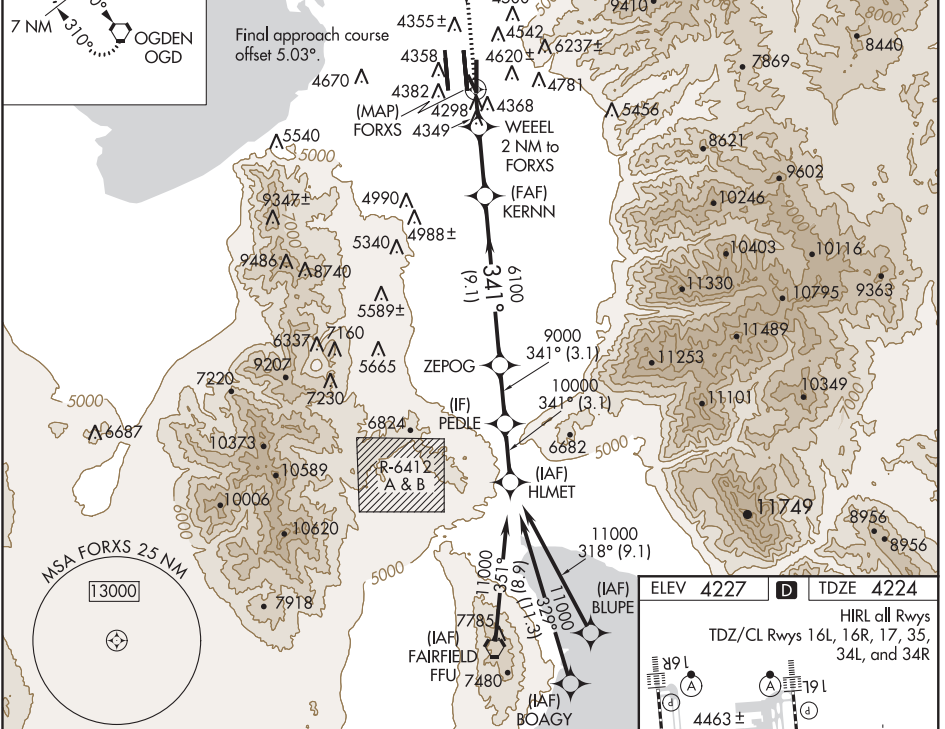 7 NM
310°
OGDEN
OGD
Final approach course
offset 5.03°.
4355±
4542
9410
8440
4358
4620±
6237±
7869
4670
4382
4781
(MAP)
FORXS
4298
4368
5456
4349
WEEEL
2 NM to
FORXS
5540
5000
8621
9602
(FAF)
KERNN
9347±
4990
10246
4988±
5340
10403
10116
9486
8740
341°
(9.1)
6100
11330
9363
10795
5589±
6337
7160
9000
341° (3.1)
11489
9207
5665
ZEPOG
11253
7220
7230
10000
341° (3.1)
10349
5000
(IF)
PEDLE
11101
6687
6824
6682
5000
10373
R-6412
A & B
10589
(IAF)
HLMET
10006
11749
10620
8956
8956
11000
318° (9.1)
MSA FORXS 25 NM
13000
5000
11000
351°
(8.6)
11000
329°
(11.3)
(IAF)
BLUPE
7918
7785
(IAF)
FAIRFIELD
FFU
7480
(IAF)
BOAGY
8000
ELEV 4227
D
TDZE 4224
HIRL all Rwys
TDZ/CL Rwys 16L, 16R, 17, 35,
34L, and 34R
16R
A
A
16L
P
P
4463 ±